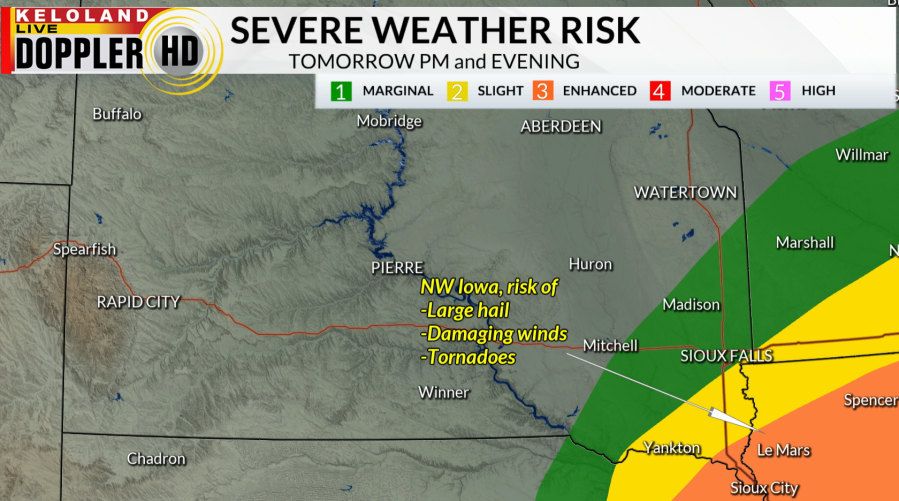 KELOLAND
LIVE
DOPPLER HD
SEVERE WEATHER RISK
TOMORROW PM and EVENING
1 MARGINAL 2 SLIGHT 3 ENHANCED 4 MODERATE 5 HIGH
Buffalo
Mobridge
ABERDEEN
Willmar
WATERTOWN
Spearfish
Marshall
PIERRE
Huron
RAPID CITY
Madison
NW Iowa, risk of
-Large hail
-Damaging winds
-Tornadoes
Mitchell
SIOUX FALLS
Winner
Spencer
Yankton
Le Mars
Chadron
Sioux City